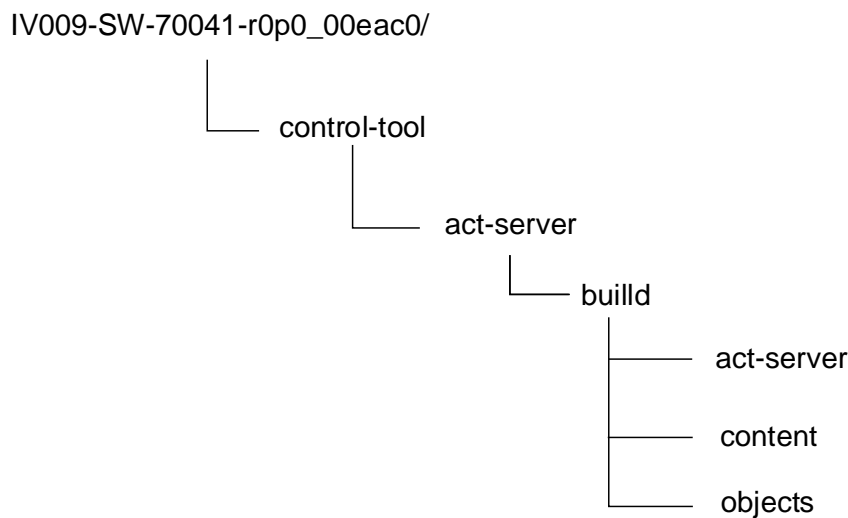 IV009-SW-70041-r0p0_00eac0/
control-tool
act-server
builld
act-server
content
objects